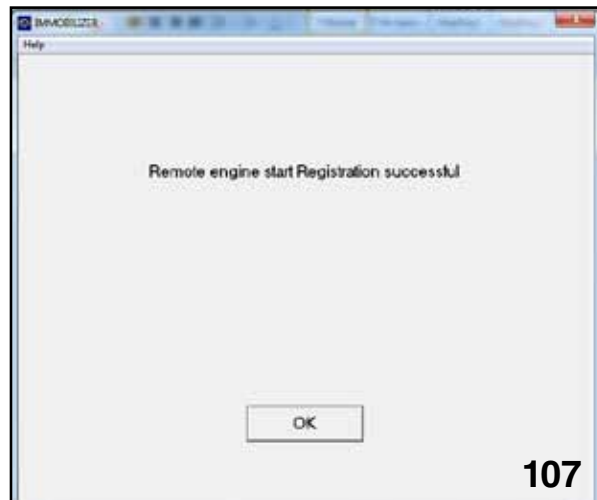 IMMOBILIZER
Help
Remote engine start Registration successful
OK
107